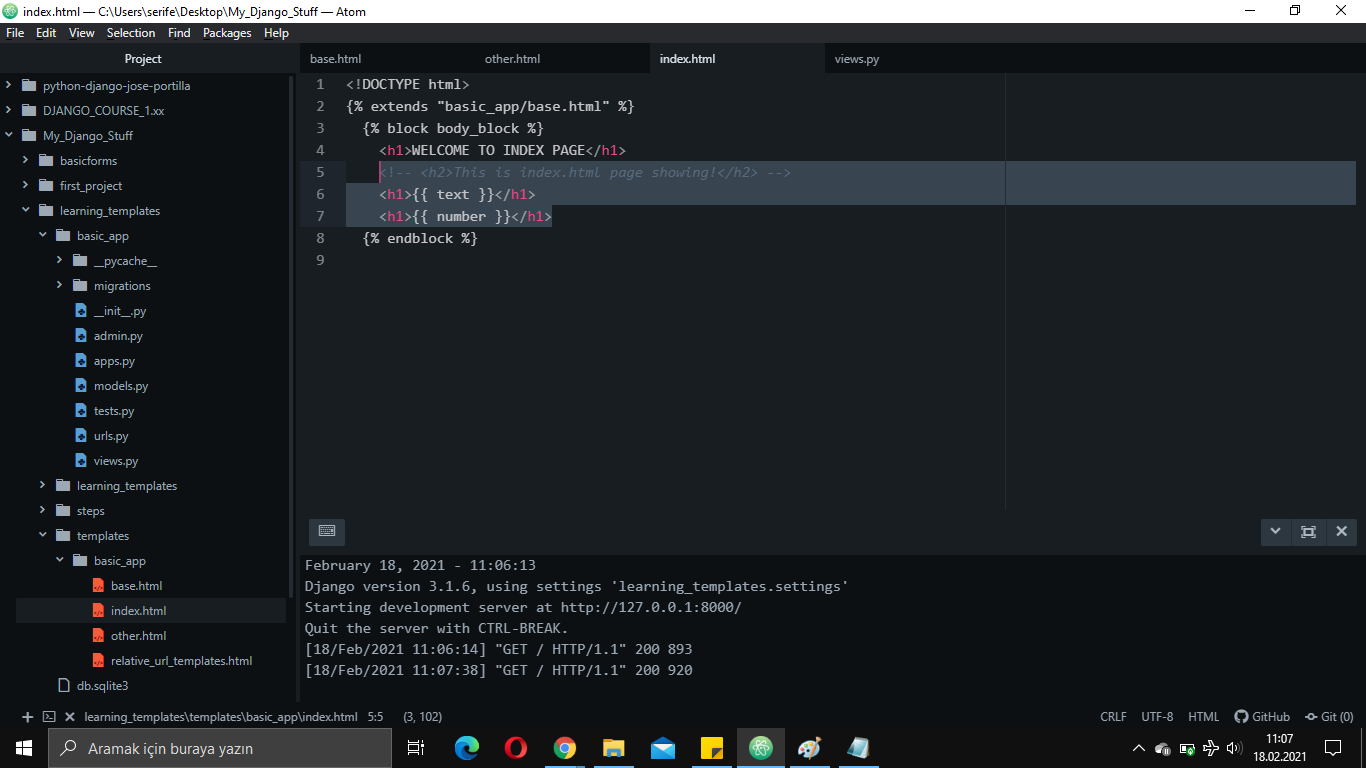 index.html — C:\Users\serife\Desktop\My_Django_Stuff — Atom
File Edit View Selection Find Packages Help
Project
python-django-jose-portilla
DJANGO_COURSE_1.xx
My_Django_Stuff
basicforms
first_project
learning_templates
basic_app
__pycache__
migrations
__init__.py
admin.py
apps.py
models.py
tests.py
urls.py
views.py
learning_templates
steps
templates
basic_app
base.html
index.html
other.html
relative_url_templates.html
db.sqlite3
base.html other.html index.html views.py
1 <!DOCTYPE html>
2 {% extends "basic_app/base.html" %}
3 {% block body_block %}
4 <h1>WELCOME TO INDEX PAGE</h1>
5 <!-- <h2>This is index.html page showing!</h2> -->
6 <h1>{{ text }}</h1>
7 <h1>{{ number }}</h1>
8 {% endblock %}
9
February 18, 2021 - 11:06:13
Django version 3.1.6, using settings 'learning_templates.settings'
Starting development server at http://127.0.0.1:8000/
Quit the server with CTRL-BREAK.
[18/Feb/2021 11:06:14] "GET / HTTP/1.1" 200 893
[18/Feb/2021 11:07:38] "GET / HTTP/1.1" 200 920
learning_templates\templates\basic_app\index.html 5:5 (3, 102) CRLF UTF-8 HTML GitHub Git (0)
Aramak için buraya yazın
11:07
18.02.2021